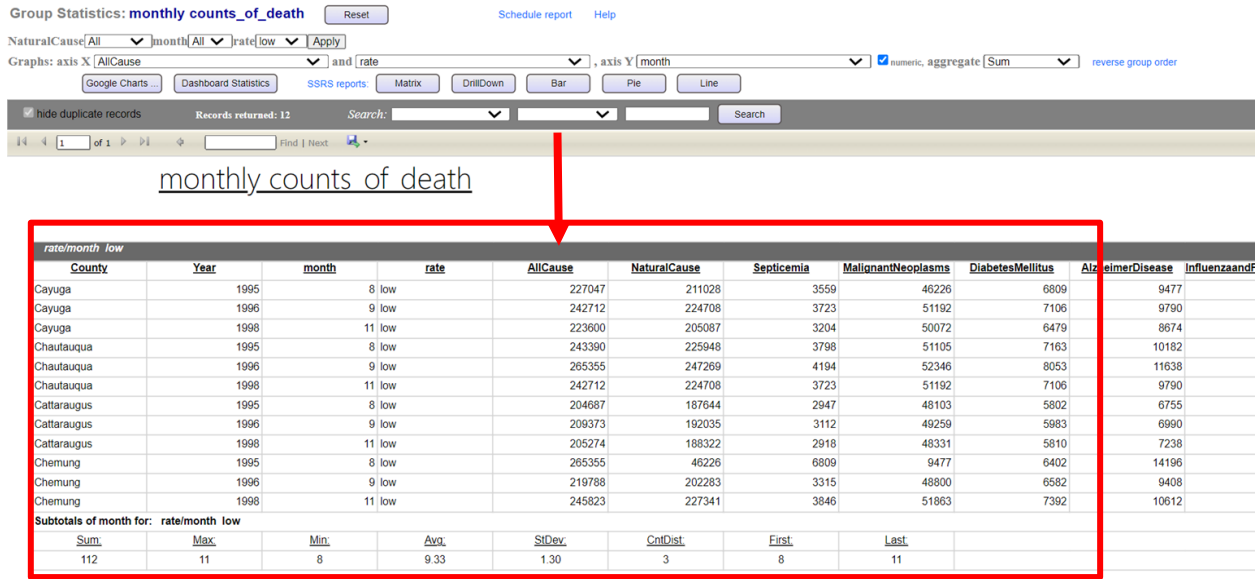 Group Statistics: monthly counts_of_death Reset Schedule report Help
NaturalCause All month All rate low Apply
Graphs: axis X AllCause and rate , axis Y month numeric, aggregate Sum reverse group order
Google Charts ... Dashboard Statistics SSRS reports: Matrix DrillDown Bar Pie Line
hide duplicate records Records returned: 12 Search: Search
1 of 1 Find | Next
monthly counts of death
rate/month low
County Year month rate AllCause NaturalCause Septicemia MalignantNeoplasms DiabetesMellitus AlzheimerDisease
Cayuga 1995 8 low 227047 211028 3559 46226 6809 9477
Cayuga 1996 9 low 242712 224708 3723 51192 7106 9790
Cayuga 1998 11 low 223600 205087 3204 50072 6479 8674
Chautauqua 1995 8 low 243390 225948 3798 51105 7163 10182
Chautauqua 1996 9 low 265355 247269 4194 52346 8053 11638
Chautauqua 1998 11 low 242712 224708 3723 51192 7106 9790
Cattaraugus 1995 8 low 204687 187644 2947 48103 5802 6755
Cattaraugus 1996 9 low 209373 192035 3112 49259 5983 6990
Cattaraugus 1998 11 low 205274 188322 2918 48331 5810 7238
Chemung 1995 8 low 265355 46226 6809 9477 6402 14196
Chemung 1996 9 low 219788 202283 3315 48800 6582 9408
Chemung 1998 11 low 245823 227341 3846 51863 7392 10612
Subtotals of month for: rate/month low
Sum: Max: Min: Avg: StDev: CntDist: First: Last:
112 11 8 9.33 1.30 3 8 11